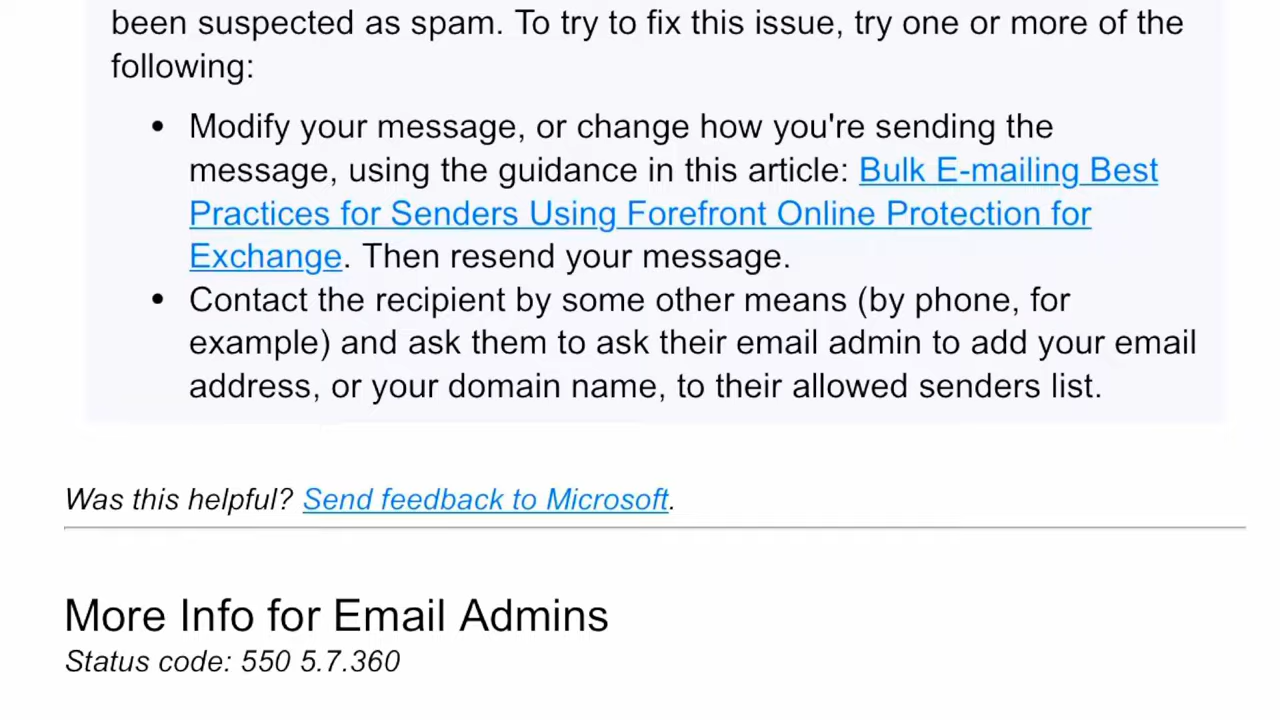 been suspected as spam. To try to fix this issue, try one or more of the
following:
• Modify your message, or change how you're sending the
message, using the guidance in this article: Bulk E-mailing Best
Practices for Senders Using Forefront Online Protection for
Exchange. Then resend your message.
• Contact the recipient by some other means (by phone, for
example) and ask them to ask their email admin to add your email
address, or your domain name, to their allowed senders list.
Was this helpful? Send feedback to Microsoft.
More Info for Email Admins
Status code: 550 5.7.360